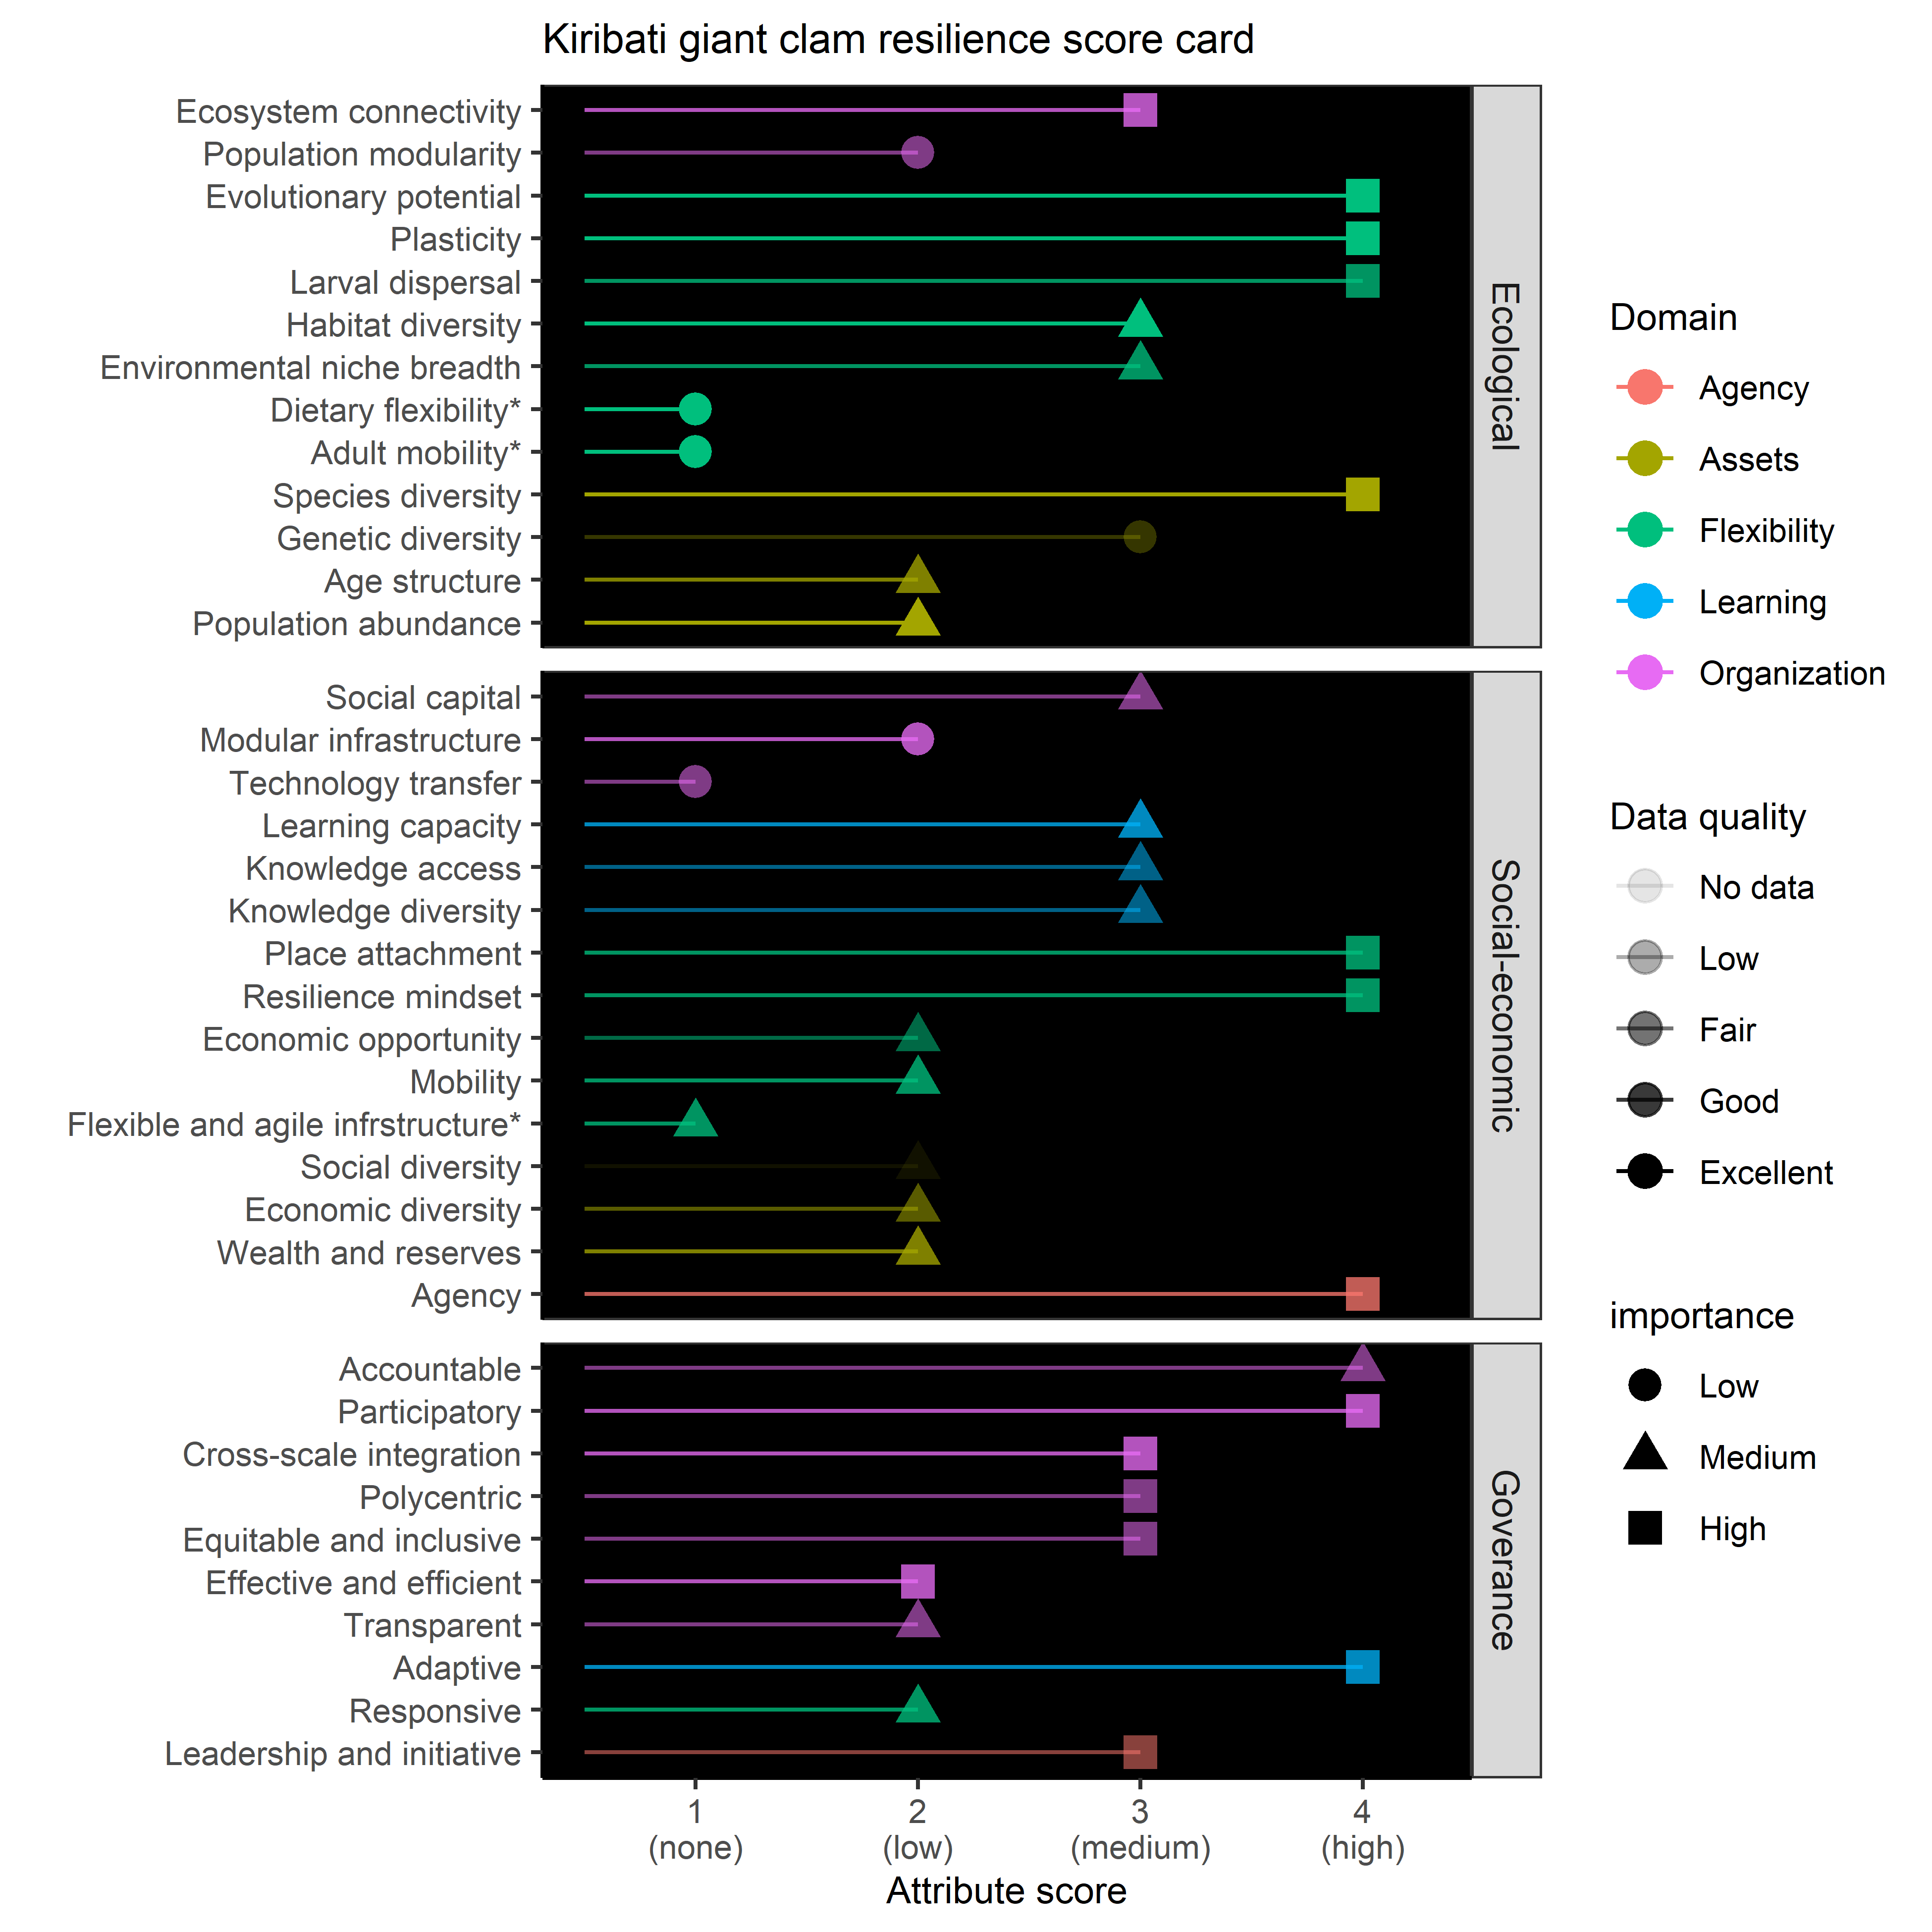 Kiribati giant clam resilience score card
Ecosystem connectivity
Population modularity
Evolutionary potential
Plasticity
Larval dispersal
Habitat diversity
Environmental niche breadth
Dietary flexibility*
Adult mobility*
Species diversity
Genetic diversity
Age structure
Population abundance
Ecological
Social capital
Modular infrastructure
Technology transfer
Learning capacity
Knowledge access
Knowledge diversity
Place attachment
Resilience mindset
Economic opportunity
Mobility
Flexible and agile infrstructure*
Social diversity
Economic diversity
Wealth and reserves
Agency
Social-economic
Accountable
Participatory
Cross-scale integration
Polycentric
Equitable and inclusive
Effective and efficient
Transparent
Adaptive
Responsive
Leadership and initiative
Goverance
1 2 3 4
(none) (low) (medium) (high)
Attribute score
Domain
Agency
Assets
Flexibility
Learning
Organization
Data quality
No data
Low
Fair
Good
Excellent
importance
Low
Medium
High